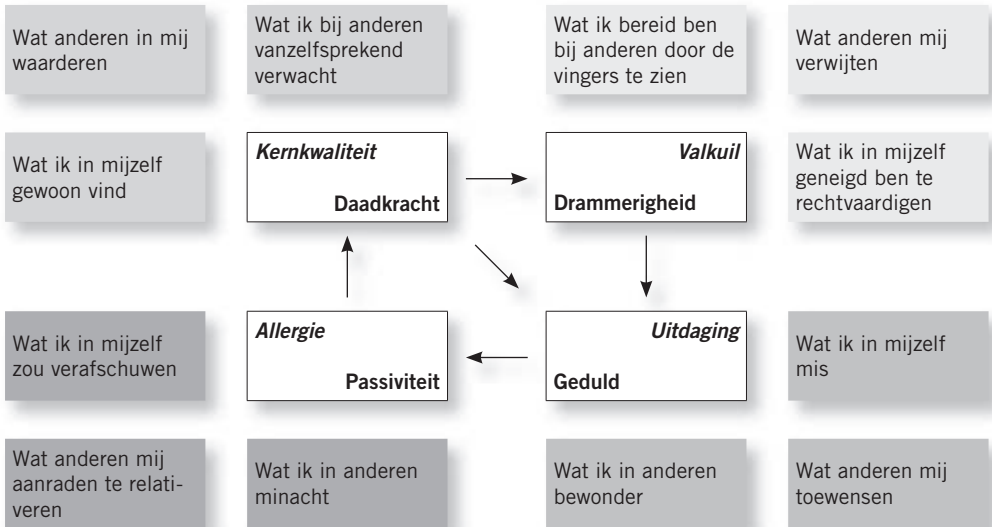 Wat anderen in mij
waarderen
Wat ik bij anderen
vanzelfsprekend
verwacht
Wat ik bereid ben
bij anderen door de
vingers te zien
Wat anderen mij
verwijten
Wat ik in mijzelf
gewoon vind
Kernkwaliteit
Daadkracht
Valkuil
Drammerigheid
Wat ik in mijzelf
geneigd ben te
rechtvaardigen
Wat ik in mijzelf
zou verafschuwen
Allergie
Passiviteit
Uitdaging
Geduld
Wat ik in mijzelf
mis
Wat anderen mij
aanraden te relati-
veren
Wat ik in anderen
minacht
Wat ik in anderen
bewonder
Wat anderen mij
toewensen